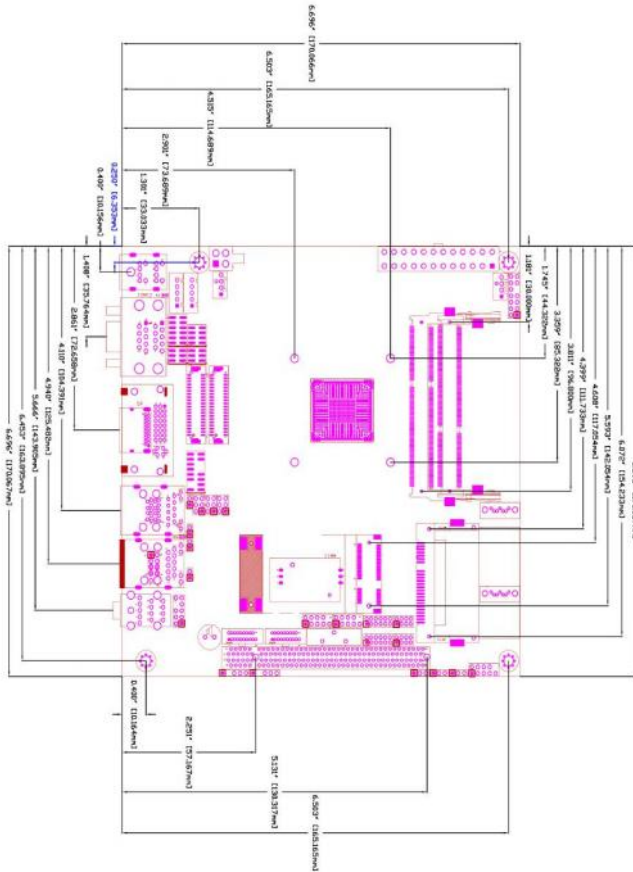 6.696" [170.066mm]
6.503" [165.165mm]
4.515" [114.689mm]
2.901" [73.689mm]
1.301" [33.033mm]
0.250" [6.353mm]
0.400" [10.156mm]
1.408" [35.764mm]
2.861" [72.658mm]
4.110" [104.391mm]
4.940" [125.482mm]
5.666" [143.905mm]
6.453" [163.895mm]
6.696" [170.067mm]
1.181" [30.000mm]
1.745" [44.322mm]
3.359" [85.322mm]
3.811" [96.800mm]
4.399" [111.733mm]
4.608" [117.054mm]
5.593" [142.054mm]
6.072" [154.233mm]
0.400" [10.164mm]
2.251" [57.167mm]
5.131" [130.317mm]
6.503" [165.165mm]